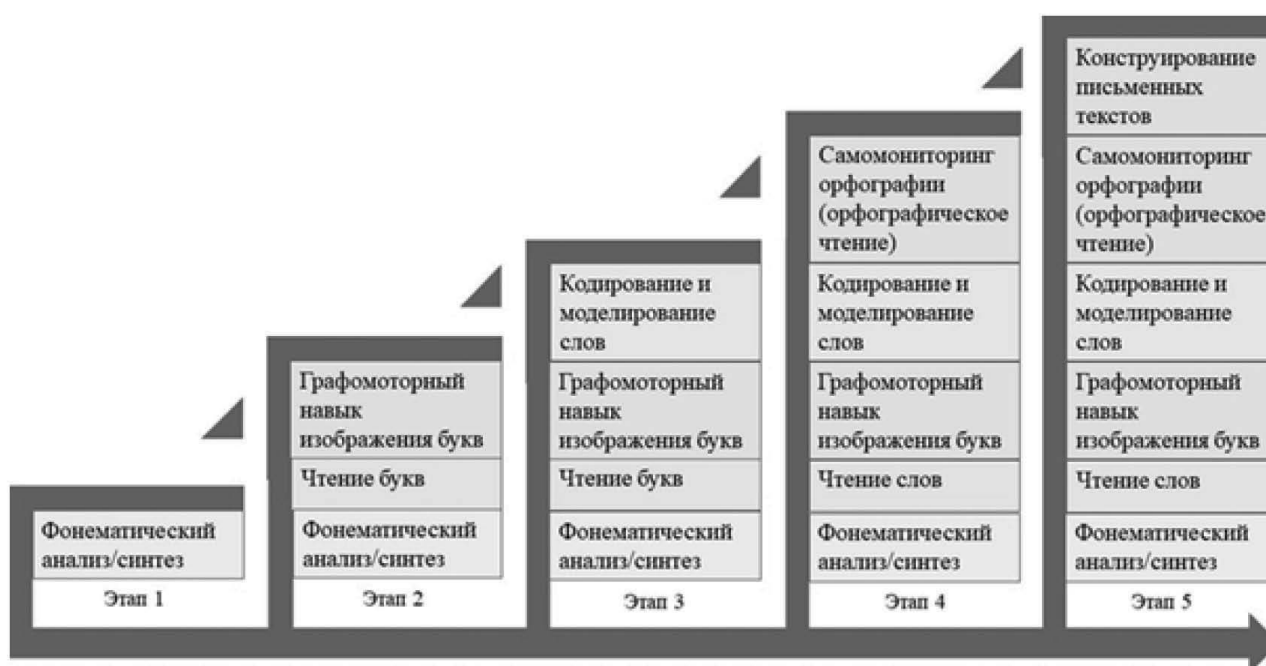 Фонематический
анализ/синтез
Этап 1
Графомоторный
навык
изображения букв
Чтение букв
Фонематический
анализ/синтез
Этап 2
Кодирование и
моделирование
слов
Графомоторный
навык
изображения букв
Чтение букв
Фонематический
анализ/синтез
Этап 3
Самомониторинг
орфографии
(орфографическое
чтение)
Кодирование и
моделирование
слов
Графомоторный
навык
изображения букв
Чтение слов
Фонематический
анализ/синтез
Этап 4
Конструирование
письменных
текстов
Самомониторинг
орфографии
(орфографическое
чтение)
Кодирование и
моделирование
слов
Графомоторный
навык
изображения букв
Чтение слов
Фонематический
анализ/синтез
Этап 5